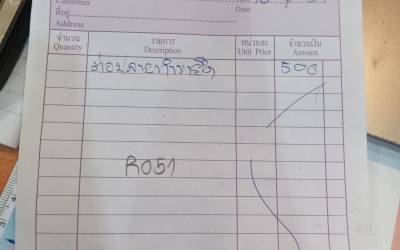 Customer
ที่อยู่
Address
Date
จำนวน รายการ หน่วยละ จำนวนเงิน
Quantity Description Unit Price Amount
500
R051